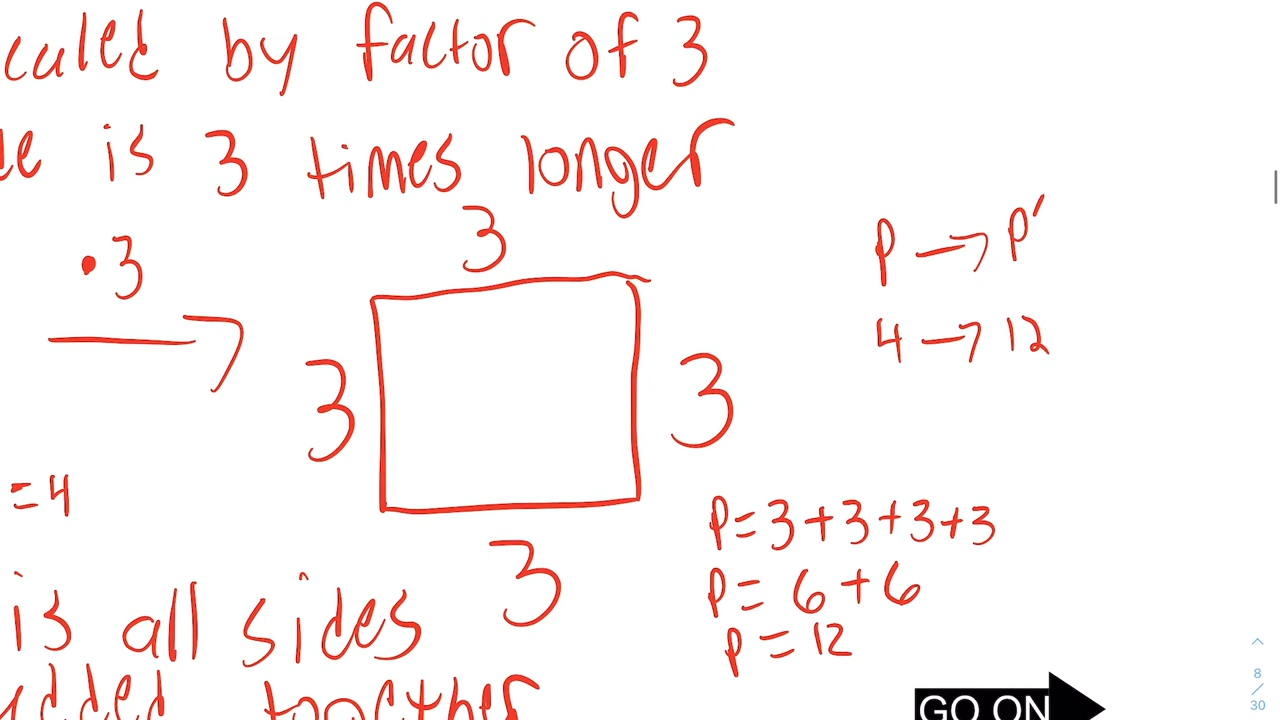 caled by factor of 3
is 3 times longer
3
P → P'
• 3
4 → 12
3
3
= 4
P = 3 + 3 + 3 + 3
3
P = 6 + 6
is all sides
P = 12
together
GO ON
8
/
30